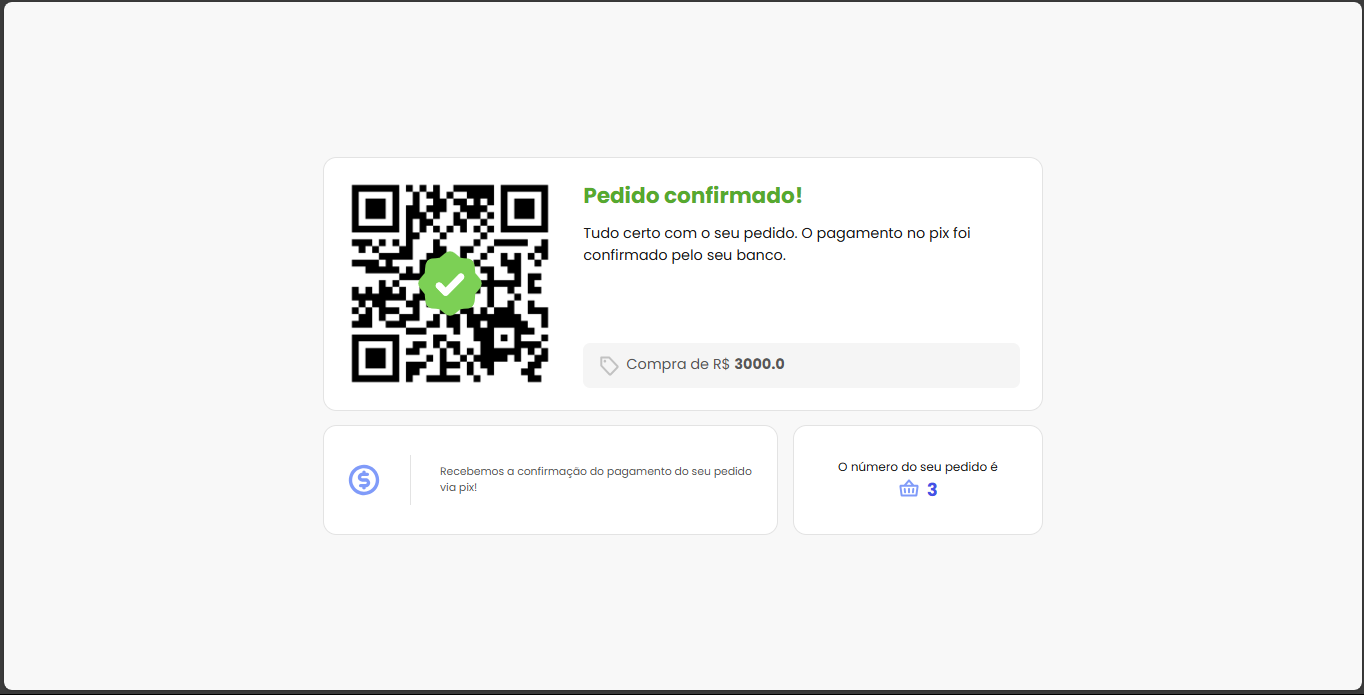 Pedido confirmado!
Tudo certo com o seu pedido. O pagamento no pix foi
confirmado pelo seu banco.
Compra de R$ 3000.0
Recebemos a confirmação do pagamento do seu pedido
via pix!
O número do seu pedido é
3